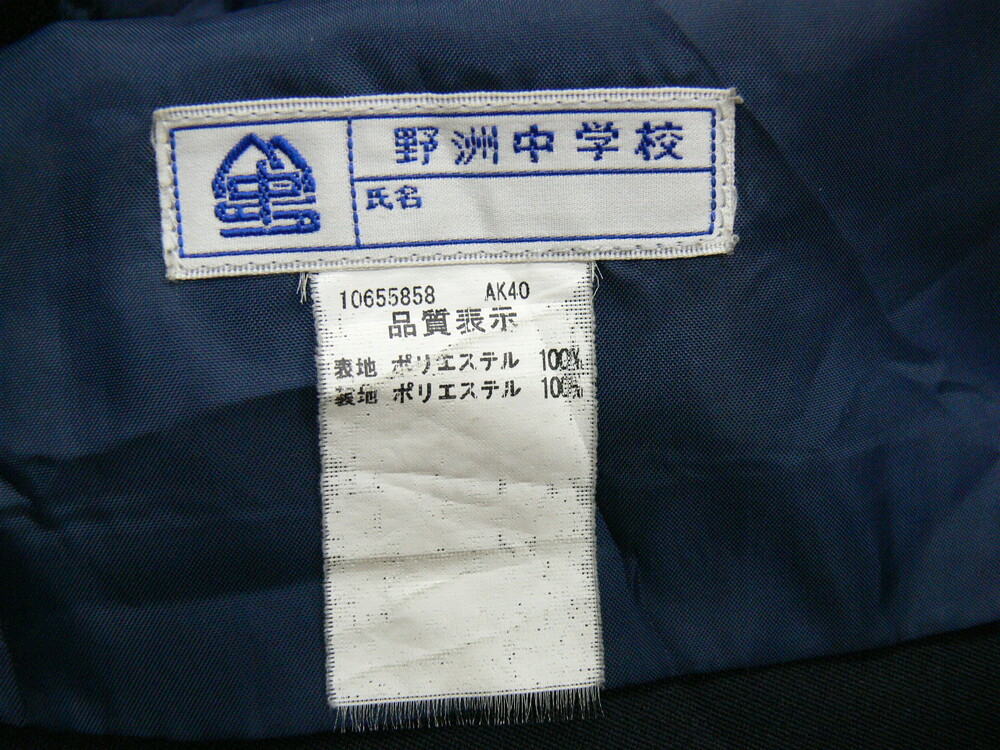 野洲中学校
氏名
中
10655858 AK40
品質表示
表地 ポリエステル 100%
裏地 ポリエステル 100%